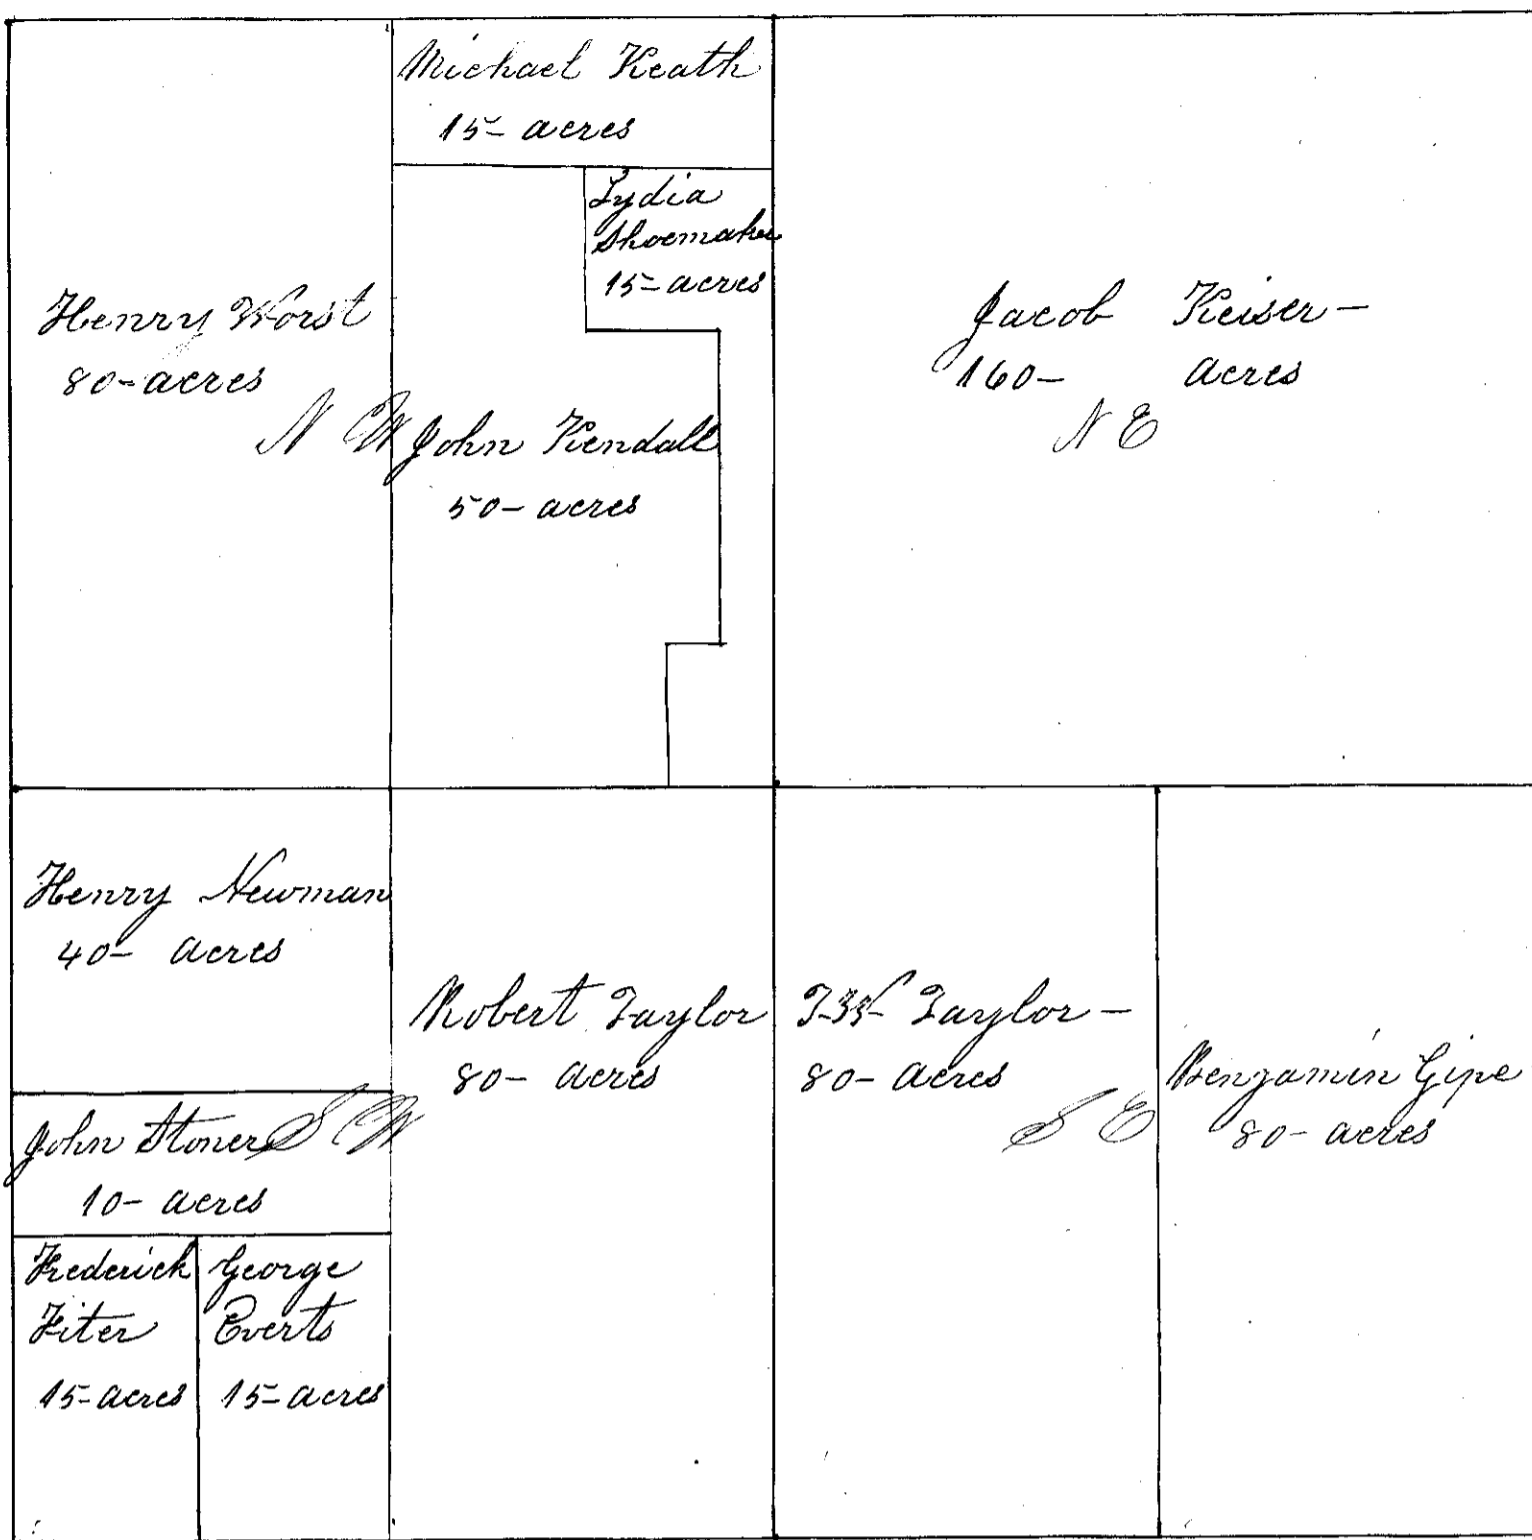 Michael Keath
15- acres
Lydia
Shoemaker
15- acres
Henry Worst
80- acres
N W
John Kendall
50- acres
Jacob Keiser-
160- acres
N E
Henry Newman
40- acres
John Stoner
10- acres
S W
Frederick
Fiter
15- acres
George
Everts
15- acres
Robert Taylor
80- acres
Taylor-
80- acres
S E
Benjamin Gipe
80- acres